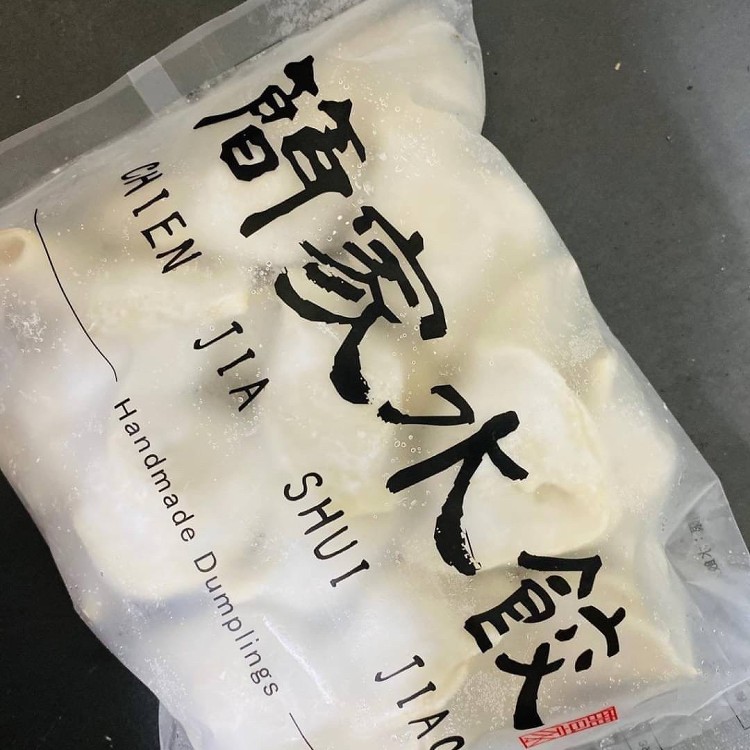 簡家水餃
CHIEN JIA SHUI JIAO
Handmade Dumplings